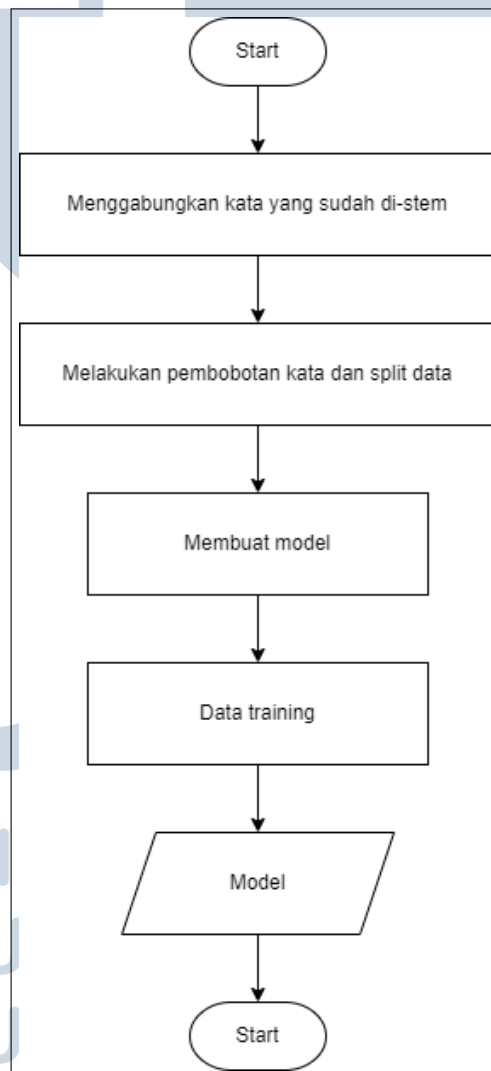 Start
Menggabungkan kata yang sudah di-stem
Melakukan pembobotan kata dan split data
Membuat model
Data training
Model
Start